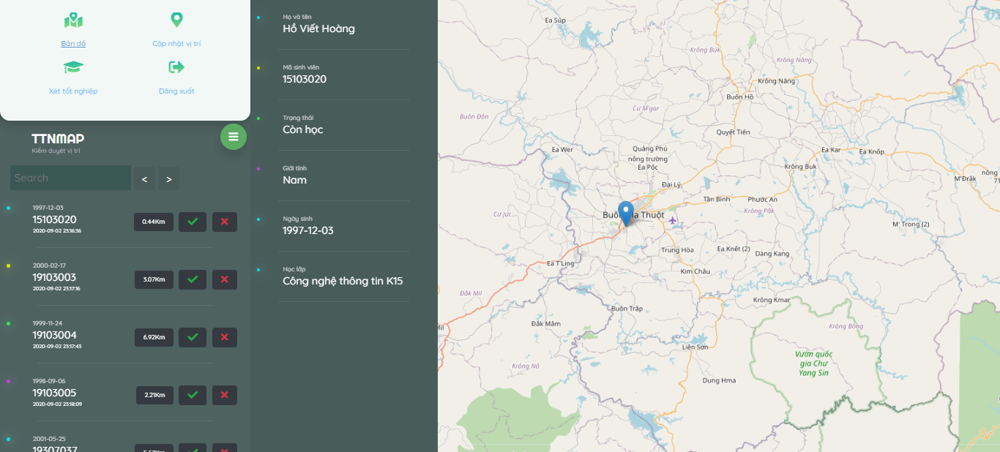 Bản đồ
Cập nhật vị trí
Xét tốt nghiệp
Đăng xuất
TTNMAP
Kiểm duyệt vị trí
Search
<
>
1997-12-03
15103020
2020-09-02 23:16:36
0.44Km
2000-02-17
19103003
2020-09-02 23:17:16
3.07Km
1999-11-24
19103004
2020-09-02 23:17:43
6.92Km
1998-09-06
19103005
2020-09-02 23:18:09
2.21Km
2001-05-25
19307037
Họ và tên
Hồ Viết Hoàng
Mã sinh viên
15103020
Trạng thái
Còn học
Giới tính
Nam
Ngày sinh
1997-12-03
Học lớp
Công nghệ thông tin K15
Ea Súp
Krông Búk
Krông Năng
Krông Năng
Buôn Hồ
Cư M'gar
Buôn Đôn
Quyết Tiến
Ea Wer
Quảng Phú
nông trường
Ea Pốc
Ea Kar
Ea Knốp
Krông Buk
nông
71
M'Đrắk
Đại Lý
Tân Bình
Phước An
Krông Pắk
Cư Jút
M' Trong (2)
Trung Hòa
Ea Knết (2)
Dang Kang
Ea T'Ling
Kim Châu
Đắk Mil
Krông Kmar
Buôn Trấp
Mil
Đắk Mâm
Krông Bông
Liên Sơn
Vườn quốc
gia Chư
Yang Sin
Krông Nô
Dung Hma